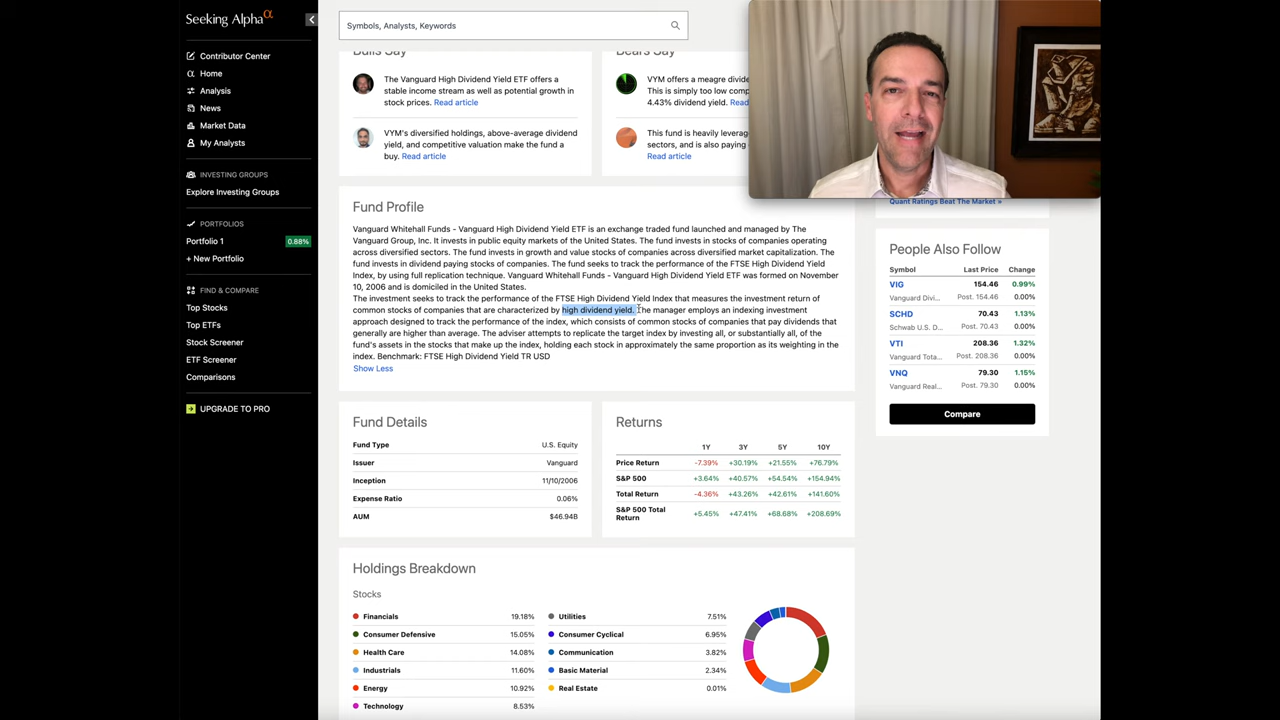 Seeking Alphaα
Contributor Center
Home
Analysis
News
Market Data
My Analysts
INVESTING GROUPS
Explore Investing Groups
PORTFOLIOS
Portfolio 1 0.88%
+ New Portfolio
FIND & COMPARE
Top Stocks
Top ETFs
Stock Screener
ETF Screener
Comparisons
UPGRADE TO PRO
Symbols, Analysts, Keywords
Bulls Say
The Vanguard High Dividend Yield ETF offers a
stable income stream as well as potential growth in
stock prices. Read article
VYM's diversified holdings, above-average dividend
yield, and competitive valuation make the fund a
buy. Read article
Bears Say
VYM offers a meagre divide
This is simply too low comp
4.43% dividend yield. Read
This fund is heavily leverag
sectors, and is also paying
Read article
Fund Profile
Vanguard Whitehall Funds - Vanguard High Dividend Yield ETF is an exchange traded fund launched and managed by The
Vanguard Group, Inc. It invests in public equity markets of the United States. The fund invests in stocks of companies operating
across diversified sectors. The fund invests in growth and value stocks of companies across diversified market capitalization. The
fund invests in dividend paying stocks of companies. The fund seeks to track the performance of the FTSE High Dividend Yield
Index, by using full replication technique. Vanguard Whitehall Funds - Vanguard High Dividend Yield ETF was formed on November
10, 2006 and is domiciled in the United States.
The investment seeks to track the performance of the FTSE High Dividend Yield Index that measures the investment return of
common stocks of companies that are characterized by high dividend yield. The manager employs an indexing investment
approach designed to track the performance of the index, which consists of common stocks of companies that pay dividends that
generally are higher than average. The adviser attempts to replicate the target index by investing all, or substantially all, of the
fund's assets in the stocks that make up the index, holding each stock in approximately the same proportion as its weighting in the
index. Benchmark: FTSE High Dividend Yield TR USD
Show Less
Fund Details
Fund Type U.S. Equity
Issuer Vanguard
Inception 11/10/2006
Expense Ratio 0.06%
AUM $46.94B
Returns
1Y 3Y 5Y 10Y
Price Return -7.39% +30.19% +21.55% +76.79%
S&P 500 +3.64% +40.57% +54.54% +154.94%
Total Return -4.36% +43.26% +42.61% +141.60%
S&P 500 Total
Return +5.45% +47.41% +68.68% +208.69%
Holdings Breakdown
Stocks
Financials 19.18%
Consumer Defensive 15.05%
Health Care 14.08%
Industrials 11.60%
Energy 10.92%
Technology 8.53%
Utilities 7.51%
Consumer Cyclical 6.95%
Communication 3.82%
Basic Material 2.34%
Real Estate 0.01%
Quant Ratings Beat The Market »
People Also Follow
Symbol Last Price Change
VIG 154.46 0.99%
Vanguard Divi... Post. 154.46 0.00%
SCHD 70.43 1.13%
Schwab U.S. D... Post. 70.43 0.00%
VTI 208.36 1.32%
Vanguard Tota... Post. 208.36 0.00%
VNQ 79.30 1.15%
Vanguard Real... Post. 79.30 0.00%
Compare